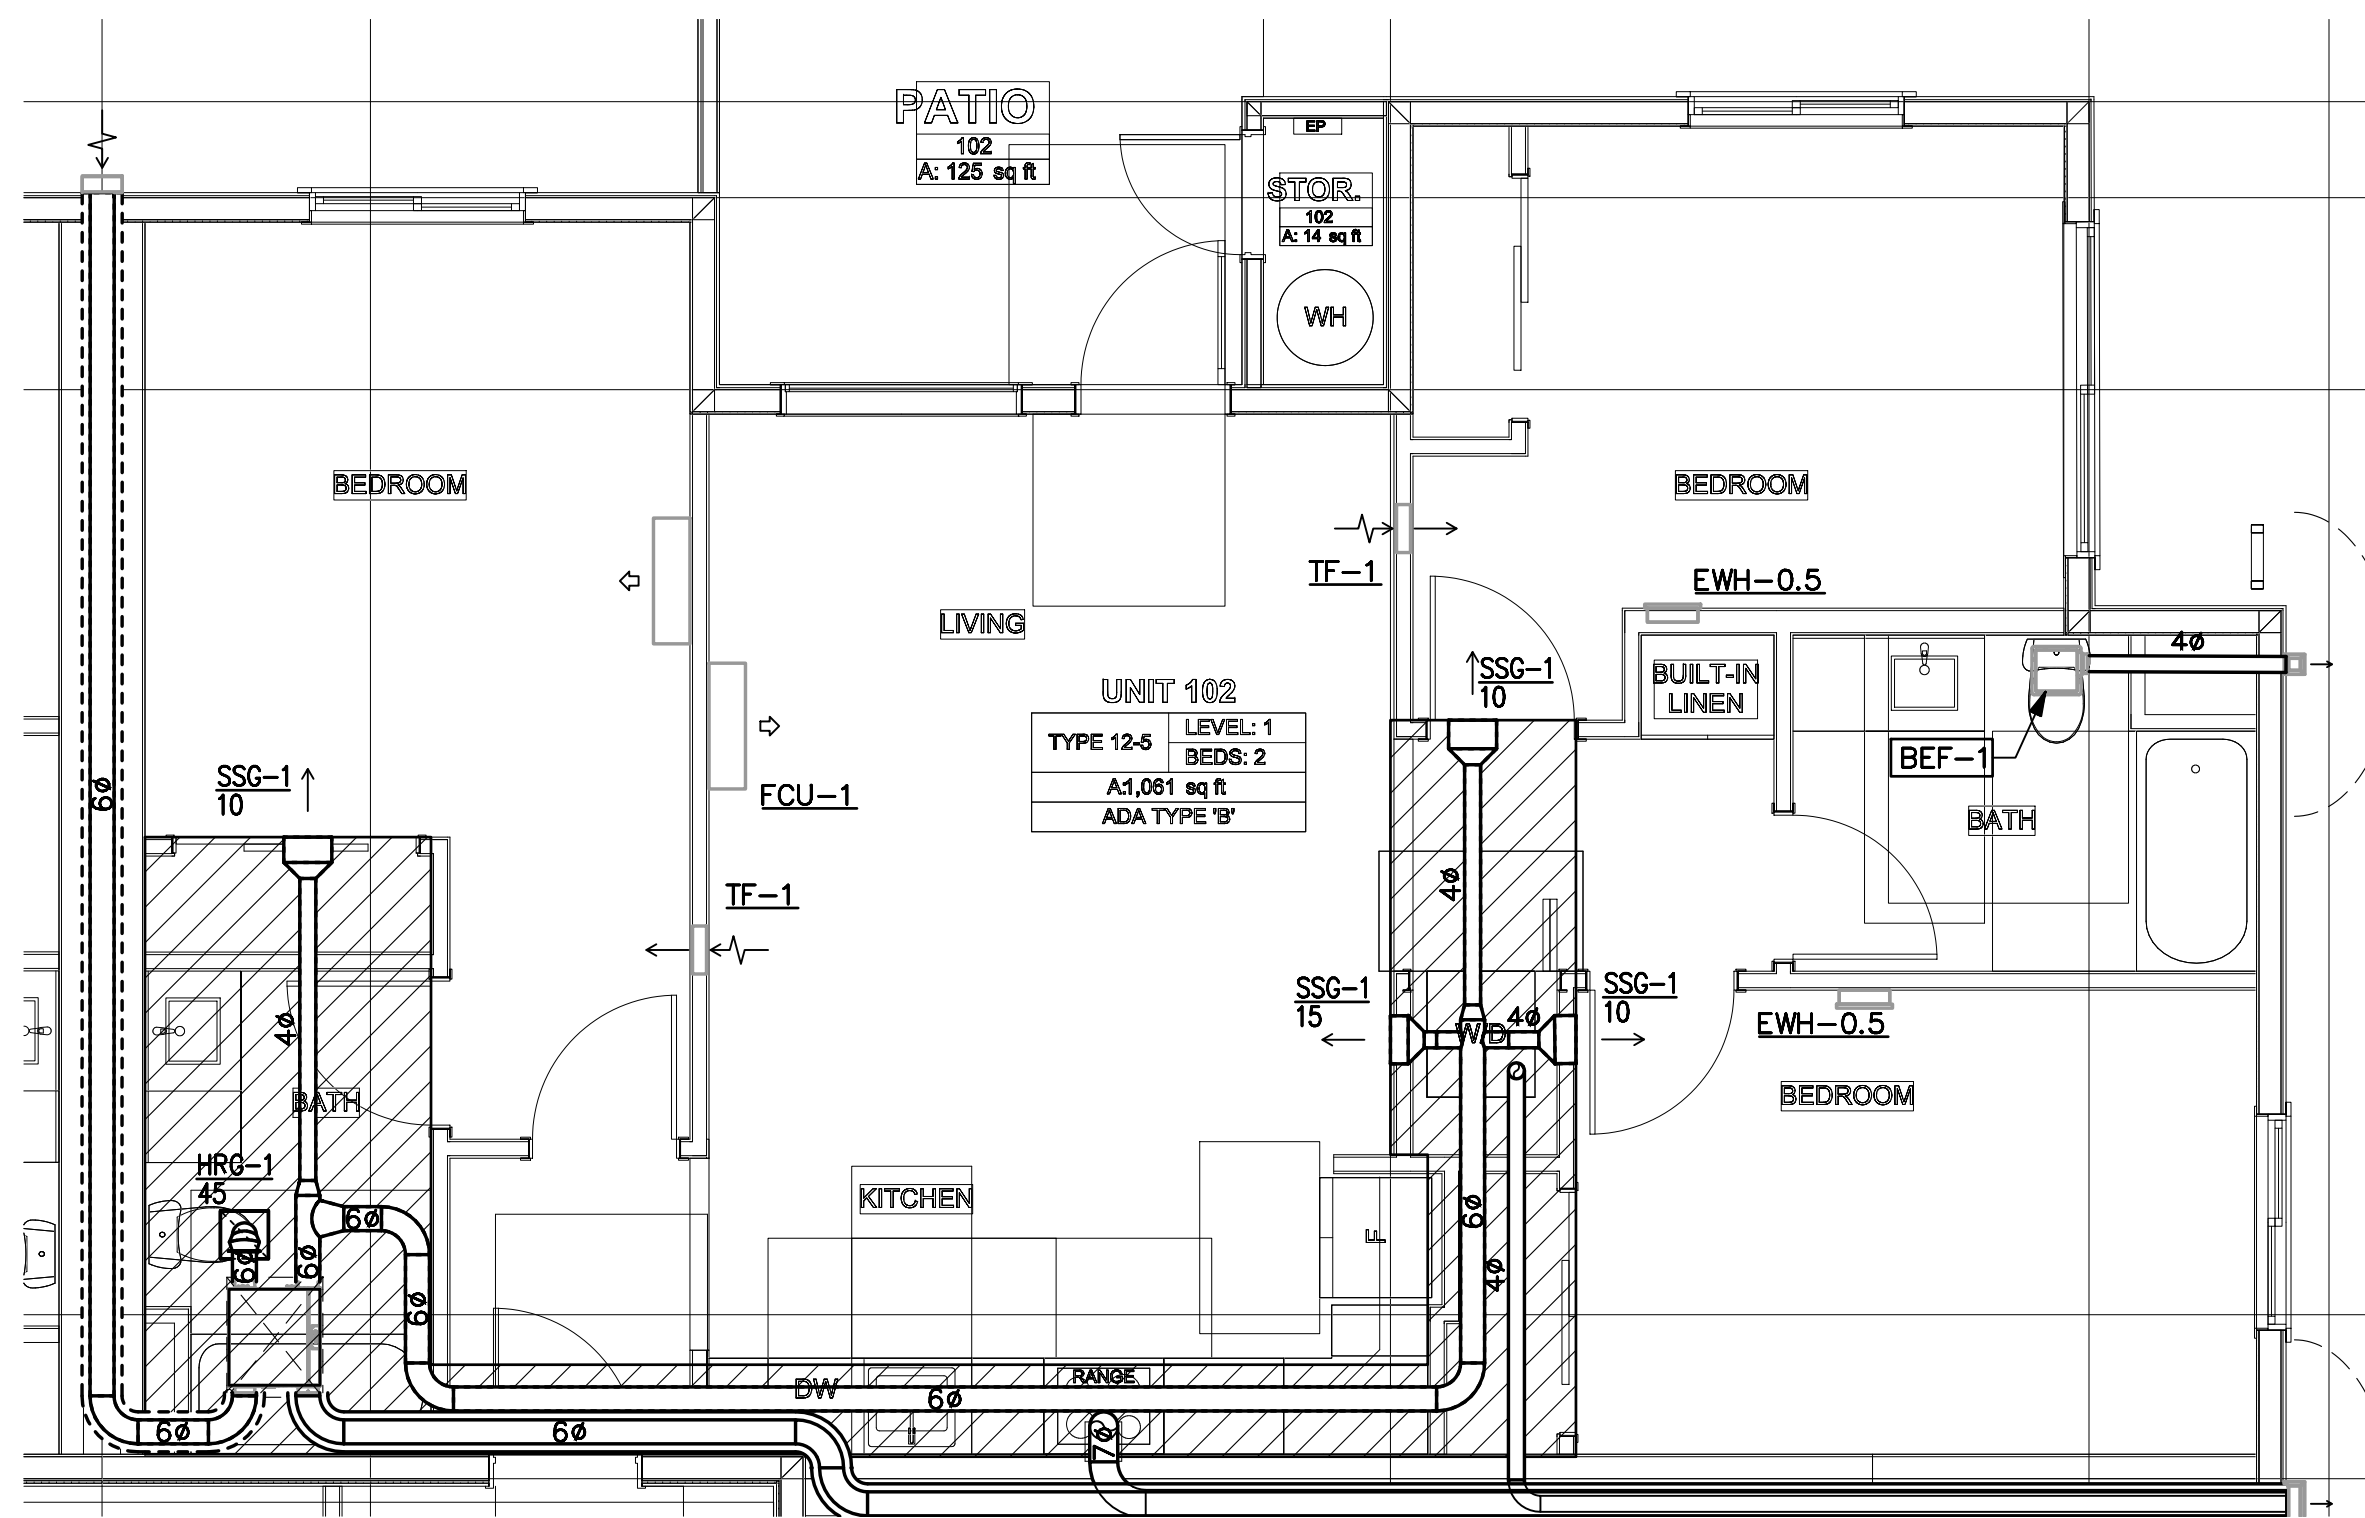 PATIO
102
A: 125 sq ft
EP
STOR.
102
A: 14 sq ft
WH
BEDROOM
BEDROOM
TF-1
EWH-0.5
LIVING
4ø
SSG-1
10
BUILT-IN
LINEN
UNIT 102
TYPE 12-5
LEVEL: 1
BEDS: 2
A:1,061 sq ft
ADA TYPE 'B'
BEF-1
BATH
6ø
SSG-1
10
FCU-1
TF-1
4ø
SSG-1
15
SSG-1
10
4ø
W/D
EWH-0.5
4ø
BATH
BEDROOM
HRG-1
45
KITCHEN
6ø
6ø
6ø
6ø
6ø
F
4ø
DW
RANGE
6ø
6ø
6ø
7ø